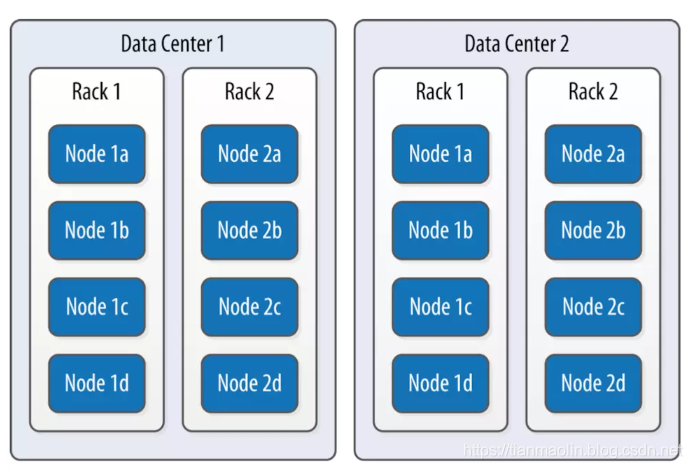 Data Center 1
Rack 1
Node 1a
Node 1b
Node 1c
Node 1d
Rack 2
Node 2a
Node 2b
Node 2c
Node 2d
Data Center 2
Rack 1
Node 1a
Node 1b
Node 1c
Node 1d
Rack 2
Node 2a
Node 2b
Node 2c
Node 2d
https://tianmaolin.blog.csdn.net